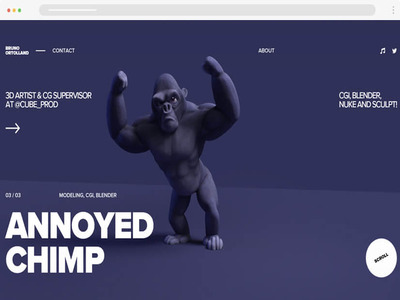 BRUNO
ORTOLLAND
CONTACT
ABOUT
3D ARTIST & CG SUPERVISOR
AT @CUBE_PROD
CGI, BLENDER,
NUKE AND SCULPT!
03 / 03
MODELING, CGI, BLENDER
ANNOYED
CHIMP
SCROLL